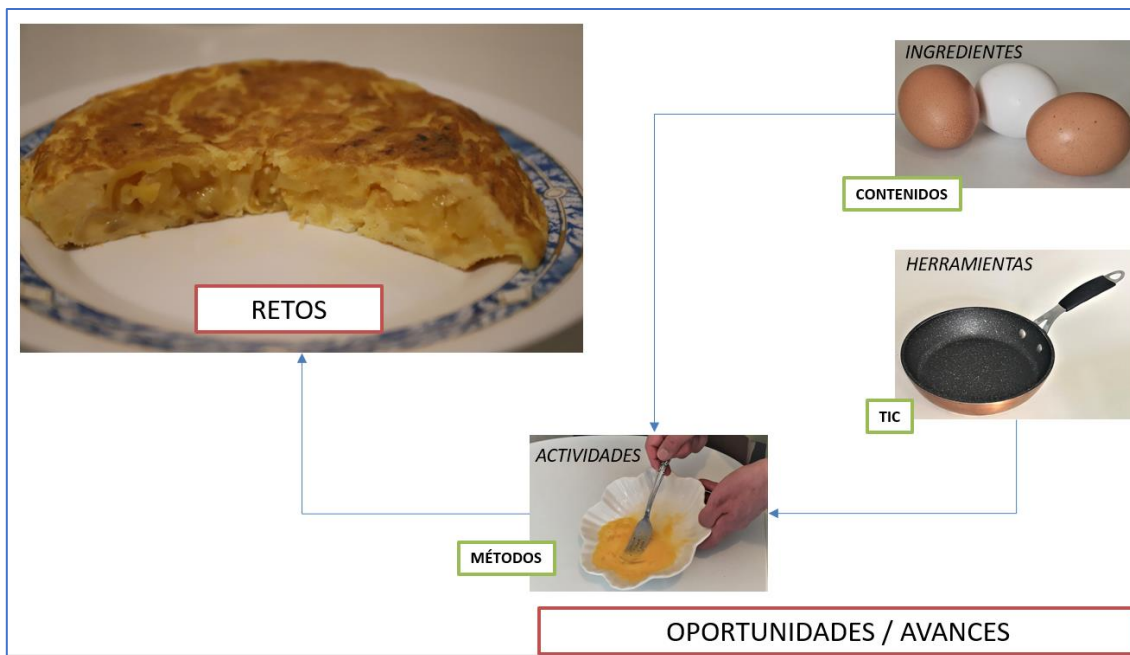 INGREDIENTES
CONTENIDOS
HERRAMIENTAS
RETOS
TIC
ACTIVIDADES
MÉTODOS
OPORTUNIDADES / AVANCES